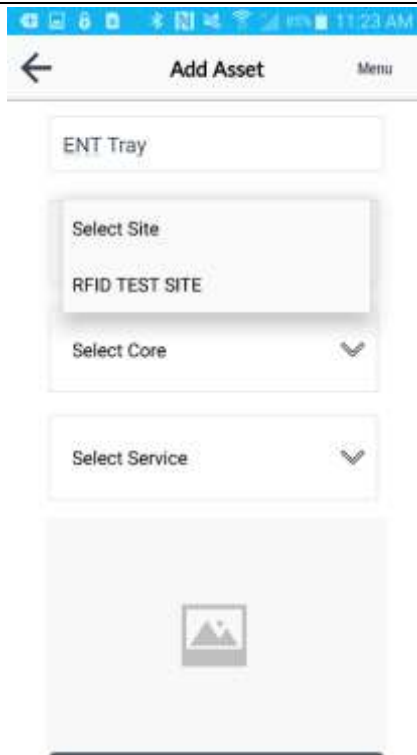 11:23 AM
Add Asset
Menu
ENT Tray
Select Site
RFID TEST SITE
Select Core
Select Service